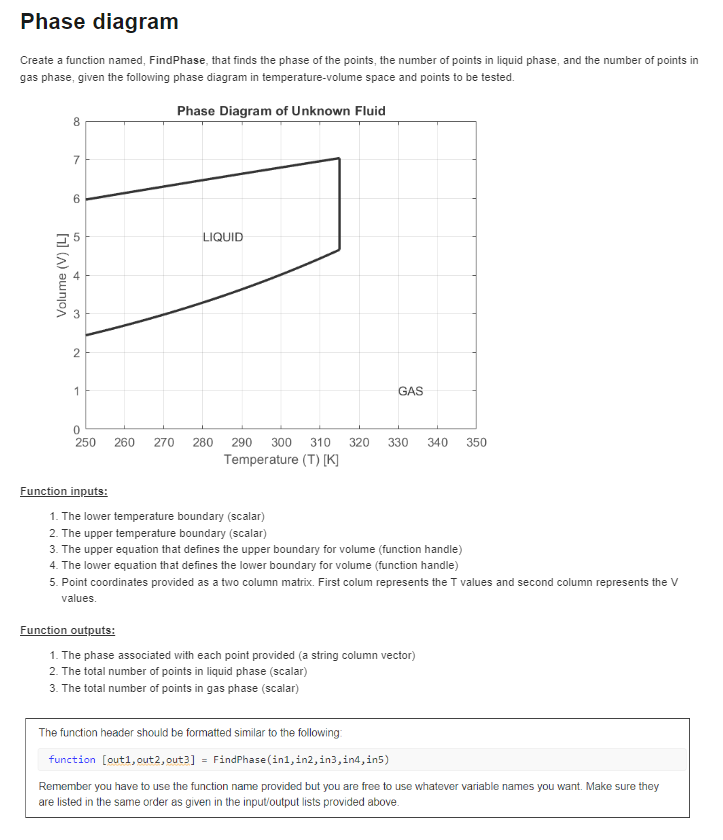 Phase diagram
Create a function named, FindPhase, that finds the phase of the points, the number of points in liquid phase, and the number of points in
gas phase, given the following phase diagram in temperature-volume space and points to be tested.
Phase Diagram of Unknown Fluid
8
7
6
5
4
3
2
1
0
Volume (V) [L]
LIQUID
GAS
250 260 270 280 290 300 310 320 330 340 350
Temperature (T) [K]
Function inputs:
1. The lower temperature boundary (scalar)
2. The upper temperature boundary (scalar)
3. The upper equation that defines the upper boundary for volume (function handle)
4. The lower equation that defines the lower boundary for volume (function handle)
5. Point coordinates provided as a two column matrix. First colum represents the T values and second column represents the V
values.
Function outputs:
1. The phase associated with each point provided (a string column vector)
2. The total number of points in liquid phase (scalar)
3. The total number of points in gas phase (scalar)
The function header should be formatted similar to the following:
function [out1,out2,out3] = FindPhase(in1,in2,in3,in4,in5)
Remember you have to use the function name provided but you are free to use whatever variable names you want. Make sure they
are listed in the same order as given in the input/output lists provided above.